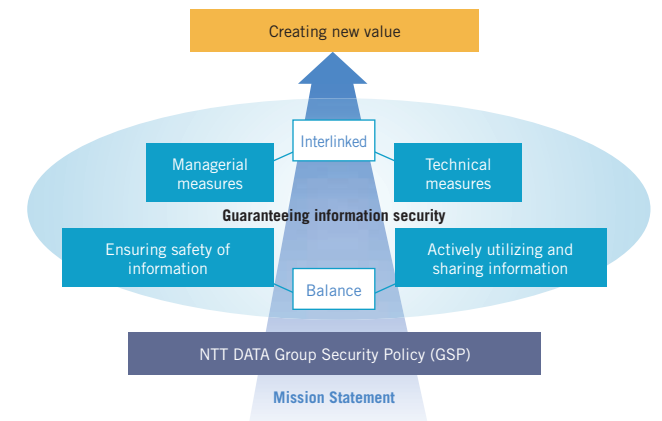 Creating new value
Interlinked
Managerial
measures
Technical
measures
Guaranteeing information security
Ensuring safety of
information
Actively utilizing and
sharing information
Balance
NTT DATA Group Security Policy (GSP)
Mission Statement